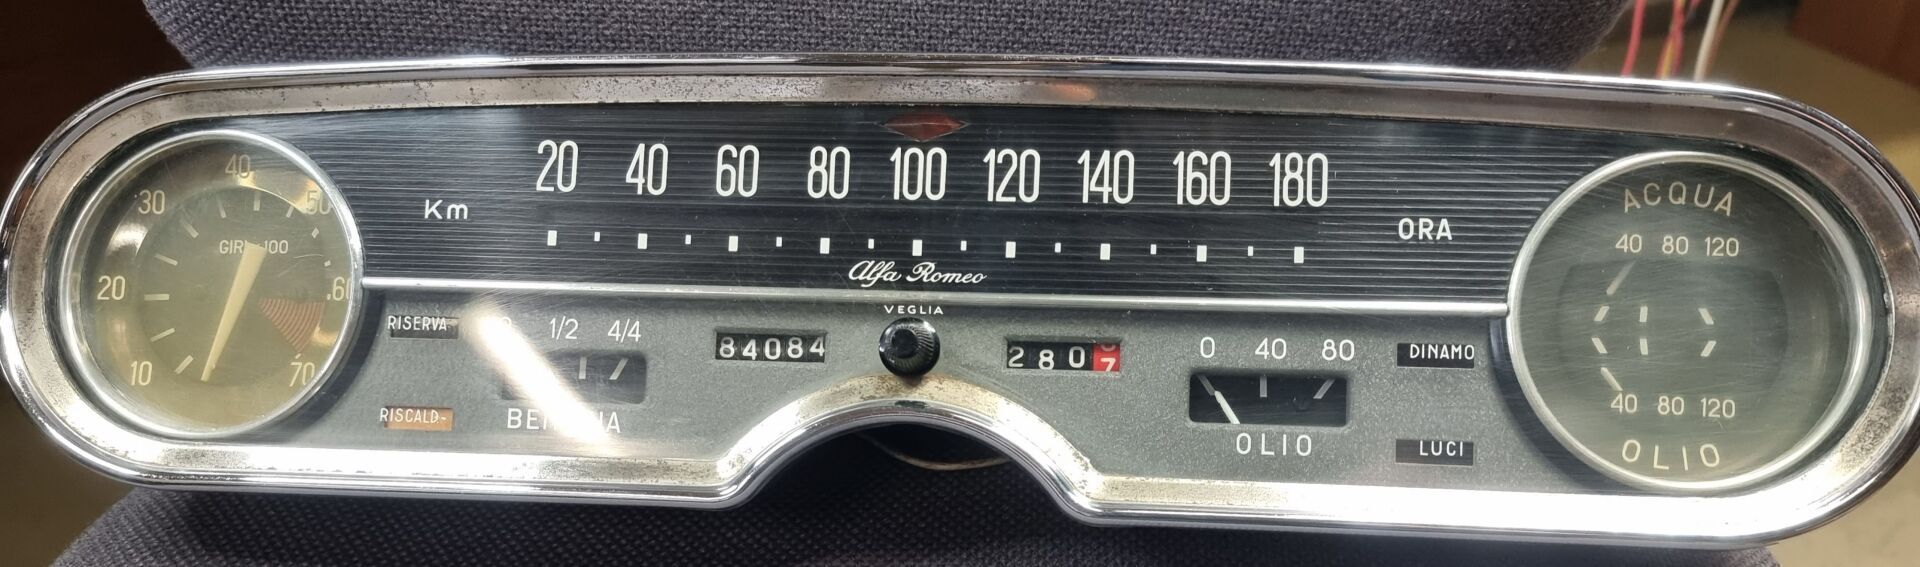 40
30 50
GIRI 100
20 60
10 70
Km
20 40 60 80 100 120 140 160 180
ORA
Alfa Romeo
VEGLIA
RISERVA
1/2 4/4
RISCALD.
84084
2807
0 40 80
OLIO
DINAMO
LUCI
ACQUA
40 80 120
40 80 120
OLIO